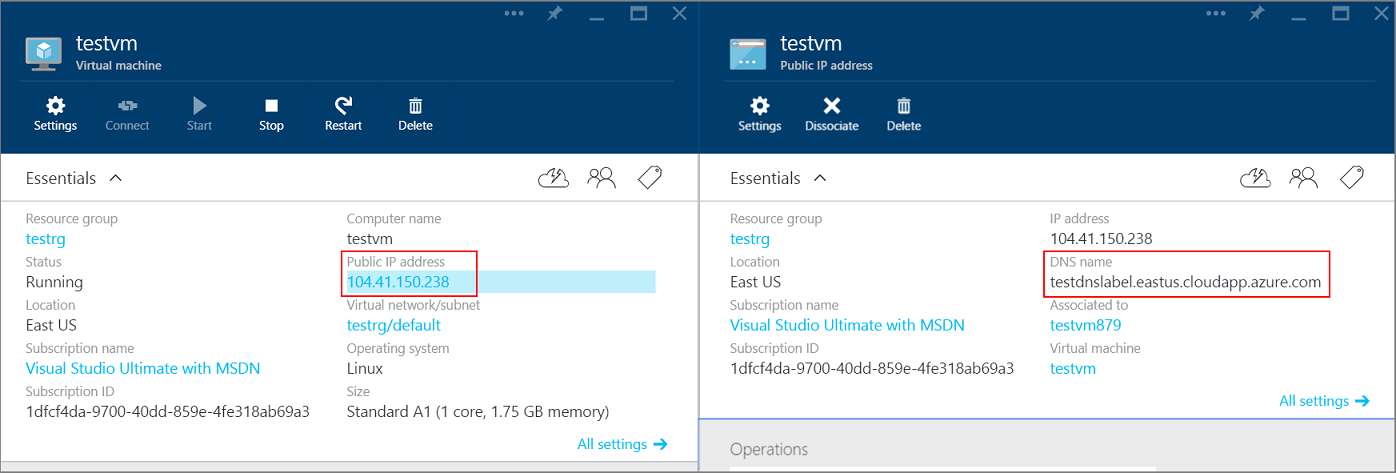 testvm
Virtual machine
Settings
Connect
Start
Stop
Restart
Delete
Essentials
Resource group
testrg
Status
Running
Location
East US
Subscription name
Visual Studio Ultimate with MSDN
Subscription ID
1dfcf4da-9700-40dd-859e-4fe318ab69a3
Computer name
testvm
Public IP address
104.41.150.238
Virtual network/subnet
testrg/default
Operating system
Linux
Size
Standard A1 (1 core, 1.75 GB memory)
All settings
testvm
Public IP address
Settings
Dissociate
Delete
Essentials
Resource group
testrg
Location
East US
Subscription name
Visual Studio Ultimate with MSDN
Subscription ID
1dfcf4da-9700-40dd-859e-4fe318ab69a3
IP address
104.41.150.238
DNS name
testdnslabel.eastus.cloudapp.azure.com
Associated to
testvm879
Virtual machine
testvm
All settings
Operations